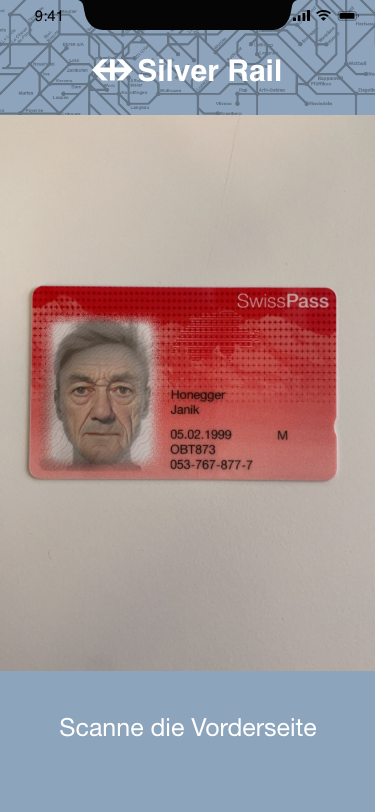 9:41
Silver Rail
SwissPass
Honegger
Janik
05.02.1999 M
OBT873
053-767-877-7
Scanne die Vorderseite